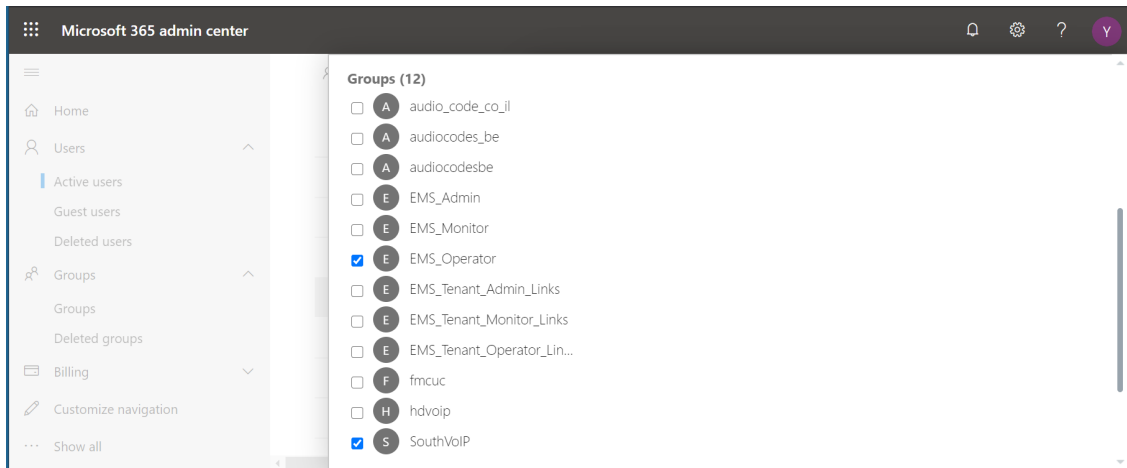 Microsoft 365 admin center
Y
Home
Users
Active users
Guest users
Deleted users
Groups
Groups
Deleted groups
Billing
Customize navigation
Show all
Groups (12)
A audio_code_co_il
A audiocodes_be
A audiocodesbe
E EMS_Admin
E EMS_Monitor
E EMS_Operator
E EMS_Tenant_Admin_Links
E EMS_Tenant_Monitor_Links
E EMS_Tenant_Operator_Lin...
F fmcuc
H hdvoip
S SouthVoIP